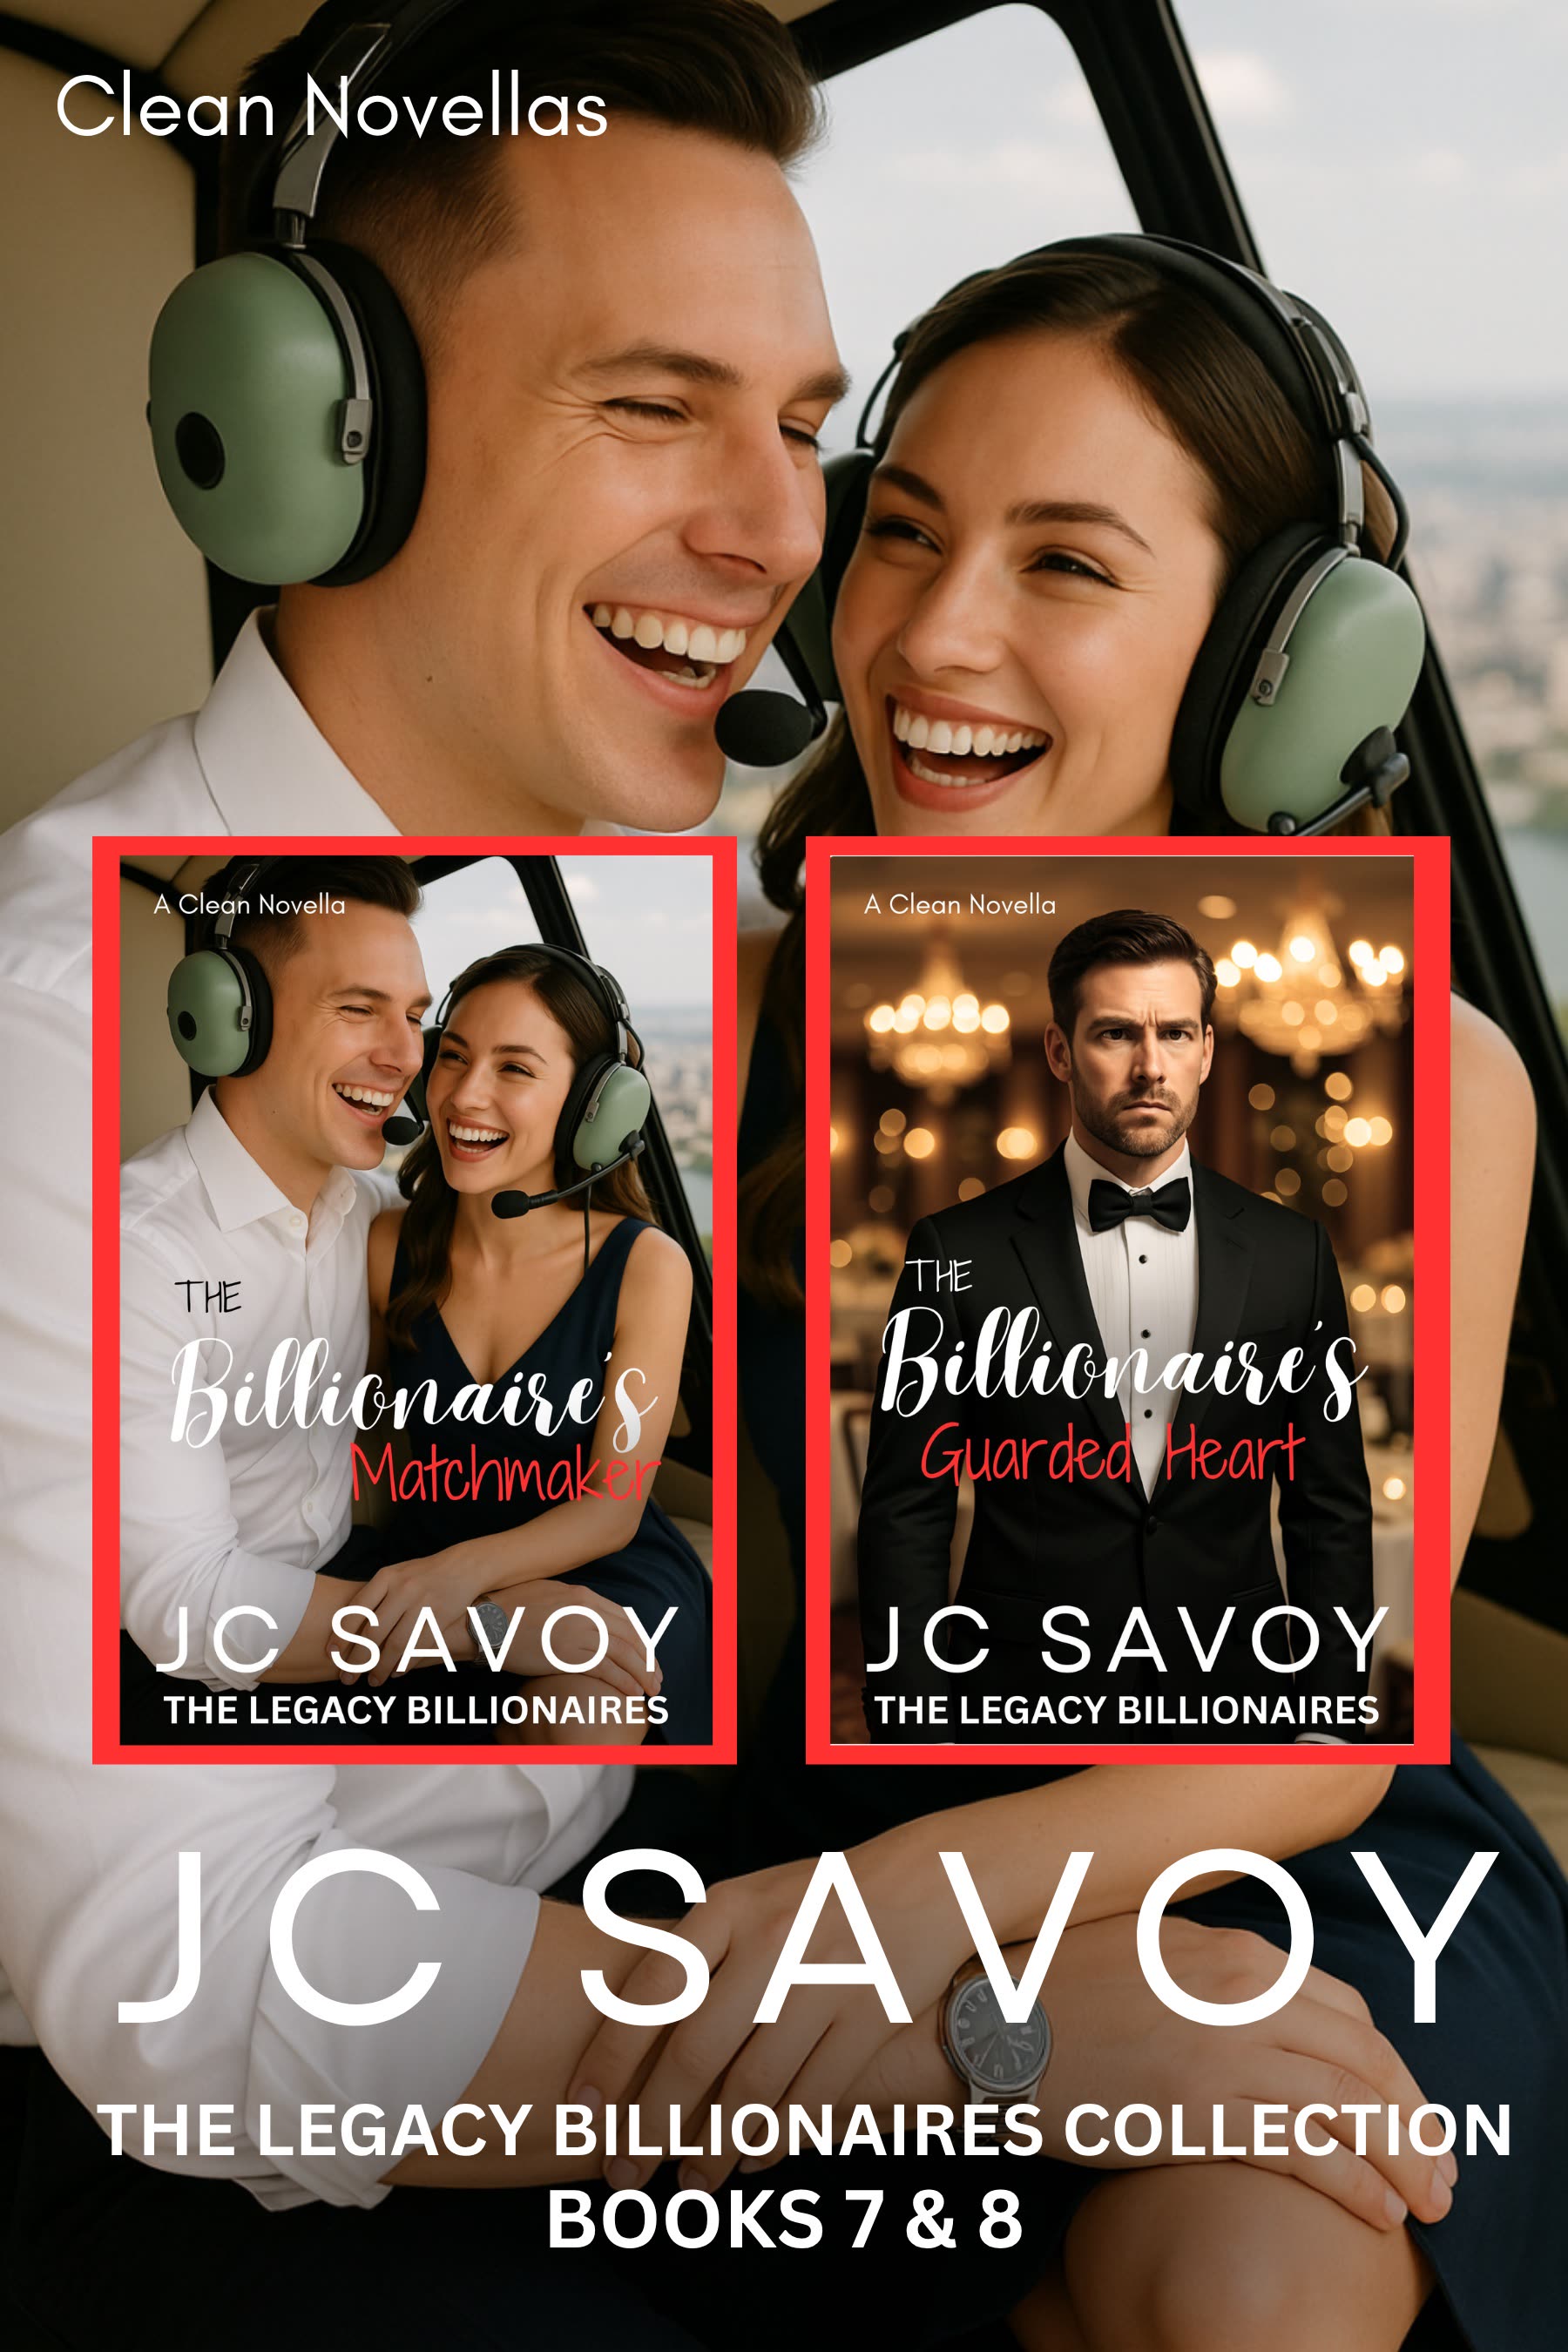 Clean Novellas
A Clean Novella
THE
Billionaire's
Matchmaker
JC SAVOY
THE LEGACY BILLIONAIRES
A Clean Novella
THE
Billionaire's
Guarded Heart
JC SAVOY
THE LEGACY BILLIONAIRES
JC SAVOY
THE LEGACY BILLIONAIRES COLLECTION
BOOKS 7 & 8